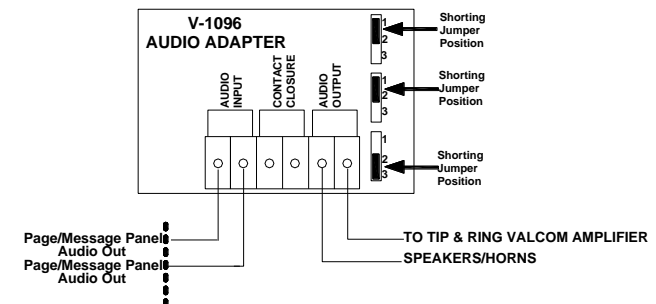 V-1096
AUDIO ADAPTER
AUDIO
INPUT
CONTACT
CLOSURE
AUDIO
OUTPUT
1
2
3
Shorting
Jumper
Position
1
2
3
Shorting
Jumper
Position
1
2
3
Shorting
Jumper
Position
Page/Message Panel
Audio Out
Page/Message Panel
Audio Out
TO TIP & RING VALCOM AMPLIFIER
SPEAKERS/HORNS